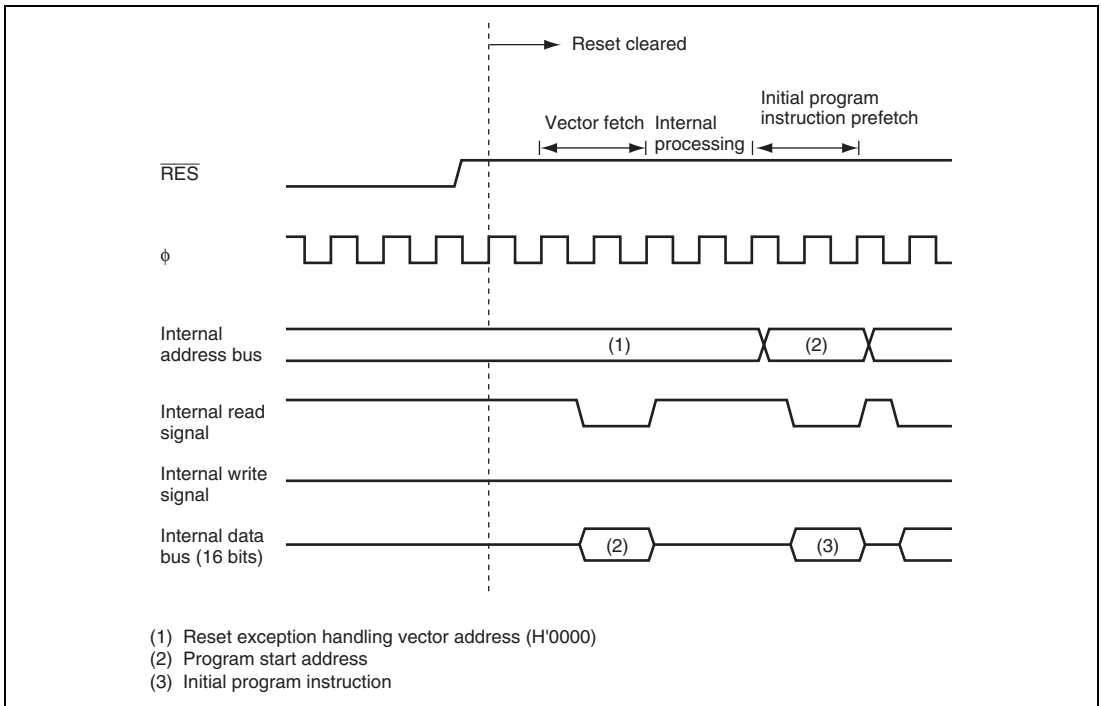 Reset cleared
Initial program
instruction prefetch
Vector fetch
Internal
processing
RES
φ
Internal
address bus
(1)
(2)
Internal read
signal
Internal write
signal
Internal data
bus (16 bits)
(2)
(3)
(1) Reset exception handling vector address (H'0000)
(2) Program start address
(3) Initial program instruction